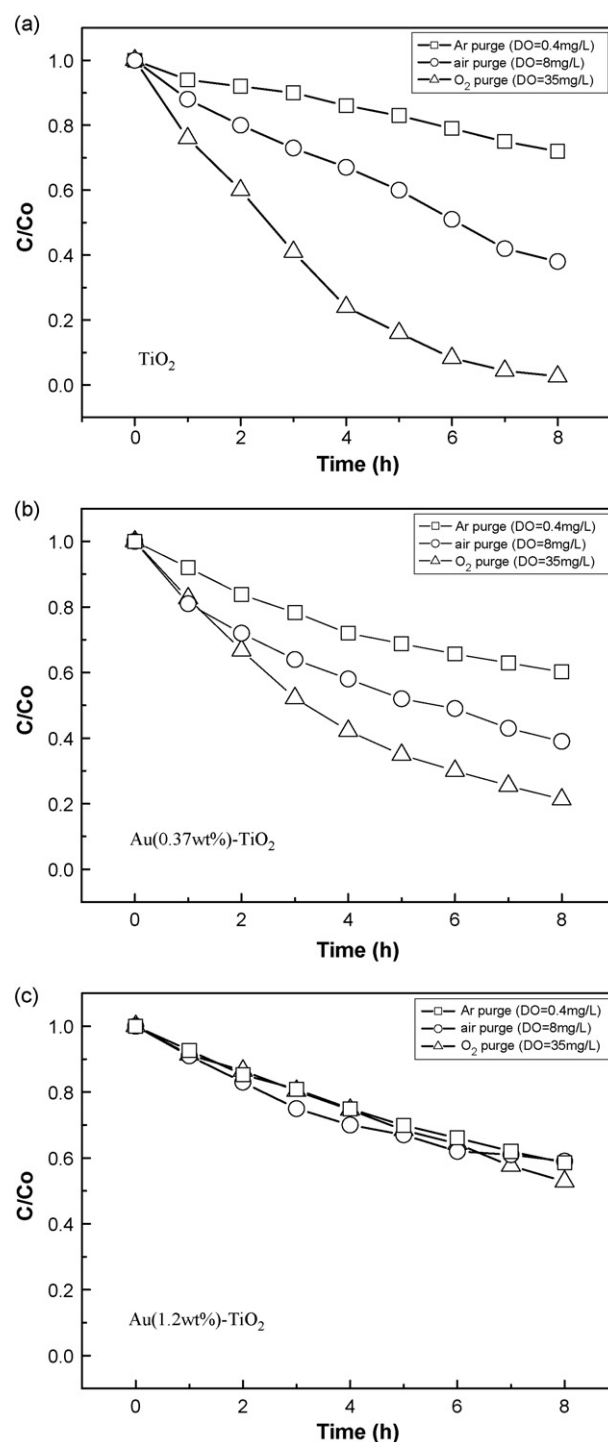 (a)
Ar purge (DO=0.4mg/L)
air purge (DO=8mg/L)
O₂ purge (DO=35mg/L)
1.0
0.8
0.6
0.4
0.2
0.0
C/Co
TiO₂
0 2 4 6 8
Time (h)
(b)
Ar purge (DO=0.4mg/L)
air purge (DO=8mg/L)
O₂ purge (DO=35mg/L)
1.0
0.8
0.6
0.4
0.2
0.0
C/Co
Au(0.37wt%)-TiO₂
0 2 4 6 8
Time (h)
(c)
Ar purge (DO=0.4mg/L)
air purge (DO=8mg/L)
O₂ purge (DO=35mg/L)
1.0
0.8
0.6
0.4
0.2
0.0
C/Co
Au(1.2wt%)-TiO₂
0 2 4 6 8
Time (h)